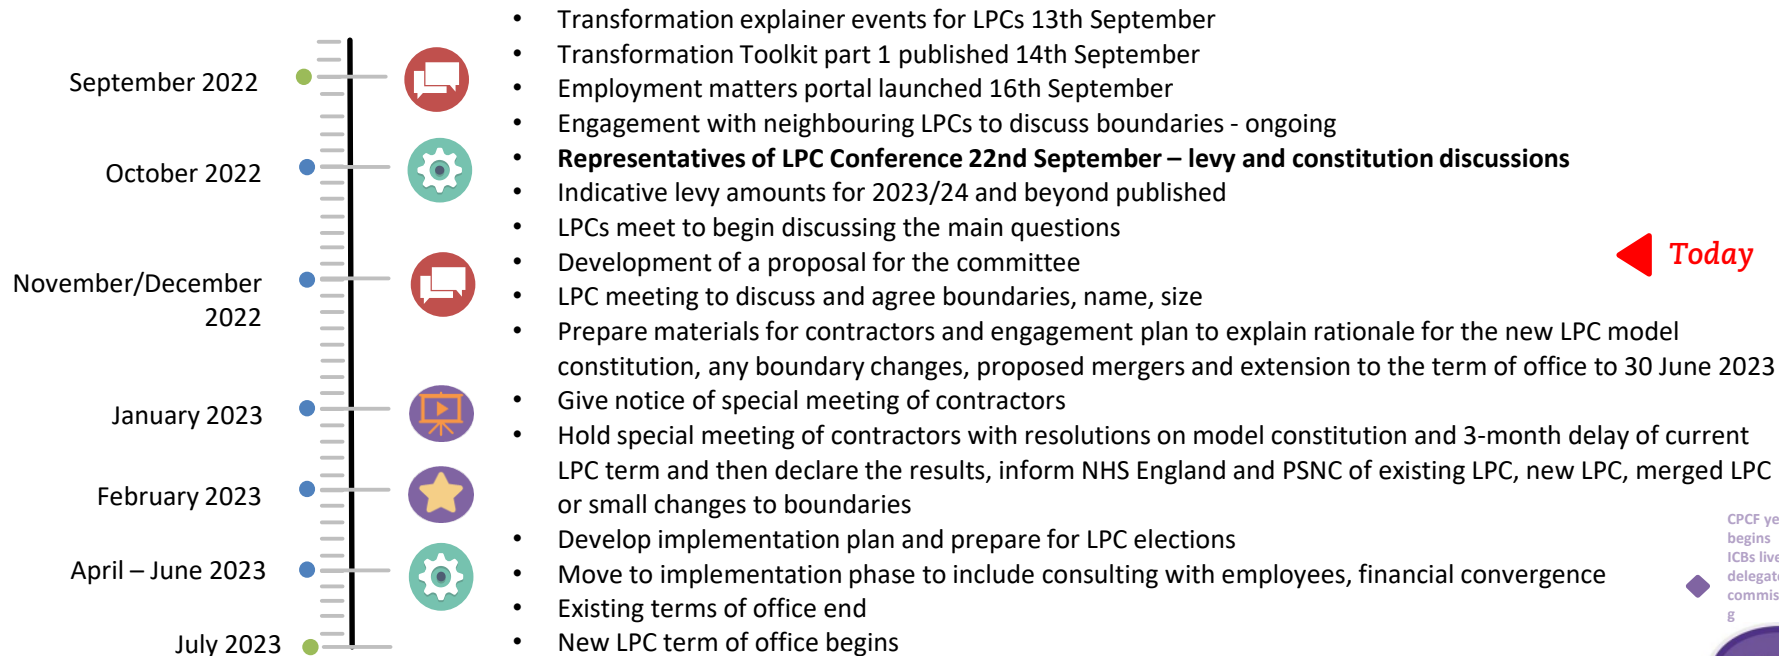 • Transformation explainer events for LPCs 13th September
• Transformation Toolkit part 1 published 14th September
September 2022
• Employment matters portal launched 16th September
• Engagement with neighbouring LPCs to discuss boundaries - ongoing
• Representatives of LPC Conference 22nd September – levy and constitution discussions
October 2022
• Indicative levy amounts for 2023/24 and beyond published
• LPCs meet to begin discussing the main questions
• Development of a proposal for the committee
Today
November/December
2022
• LPC meeting to discuss and agree boundaries, name, size
• Prepare materials for contractors and engagement plan to explain rationale for the new LPC model
constitution, any boundary changes, proposed mergers and extension to the term of office to 30 June 2023
January 2023
• Give notice of special meeting of contractors
• Hold special meeting of contractors with resolutions on model constitution and 3-month delay of current
LPC term and then declare the results, inform NHS England and PSNC of existing LPC, new LPC, merged LPC
or small changes to boundaries
February 2023
• Develop implementation plan and prepare for LPC elections
April – June 2023
• Move to implementation phase to include consulting with employees, financial convergence
• Existing terms of office end
July 2023
• New LPC term of office begins
CPCF ye
begins
ICBs live
delegat
commis
g